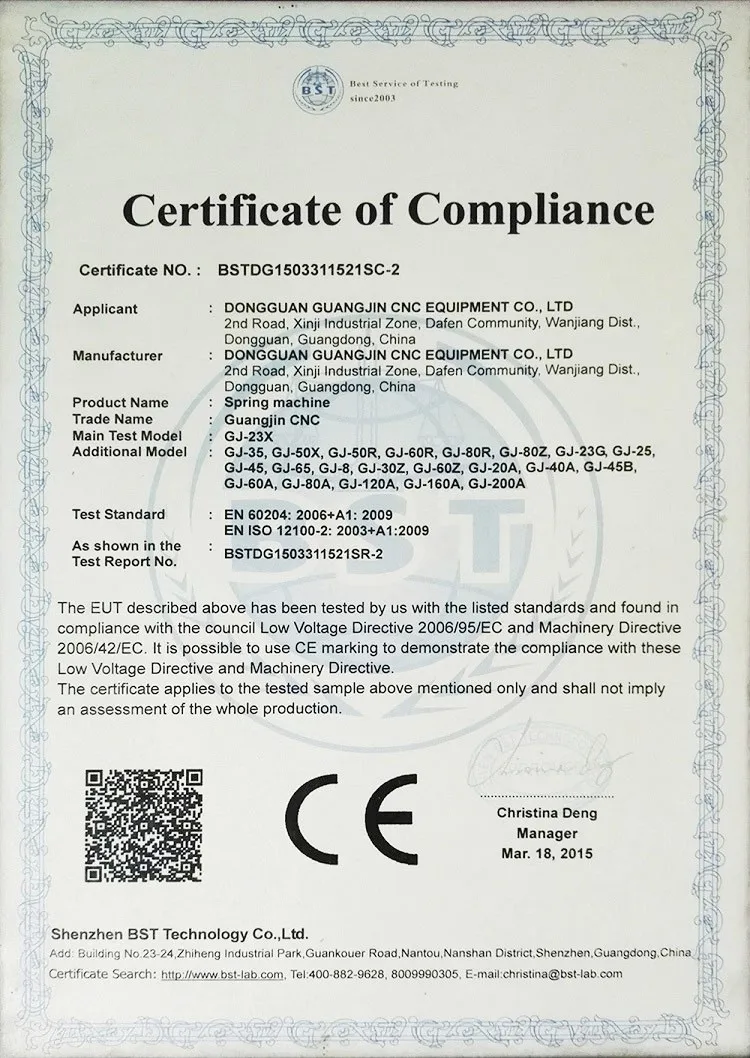 BST
Best Service of Testing
since2003
Certificate of Compliance
Certificate NO. : BSTDG1503311521SC-2
Applicant : DONGGUAN GUANGJIN CNC EQUIPMENT CO., LTD
2nd Road, Xinji Industrial Zone, Dafen Community, Wanjiang Dist.,
Dongguan, Guangdong, China
Manufacturer : DONGGUAN GUANGJIN CNC EQUIPMENT CO., LTD
2nd Road, Xinji Industrial Zone, Dafen Community, Wanjiang Dist.,
Dongguan, Guangdong, China
Product Name : Spring machine
Trade Name : Guangjin CNC
Main Test Model : GJ-23X
Additional Model : GJ-35, GJ-50X, GJ-50R, GJ-60R, GJ-80R, GJ-80Z, GJ-23G, GJ-25,
GJ-45, GJ-65, GJ-8, GJ-30Z, GJ-60Z, GJ-20A, GJ-40A, GJ-45B,
GJ-60A, GJ-80A, GJ-120A, GJ-160A, GJ-200A
Test Standard : EN 60204: 2006+A1: 2009
EN ISO 12100-2: 2003+A1:2009
As shown in the :
Test Report No. BSTDG1503311521SR-2
BST
The EUT described above has been tested by us with the listed standards and found in
compliance with the council Low Voltage Directive 2006/95/EC and Machinery Directive
2006/42/EC. It is possible to use CE marking to demonstrate the compliance with these
Low Voltage Directive and Machinery Directive.
The certificate applies to the tested sample above mentioned only and shall not imply
an assessment of the whole production.
CE
Christina Deng
Manager
Mar. 18, 2015
Shenzhen BST Technology Co.,Ltd.
Add: Building No.23-24,Zhiheng Industrial Park,Guankouer Road,Nantou,Nanshan District,Shenzhen,Guangdong,China
Certificate Search: http://www.bst-lab.com, Tel:400-882-9628, 8009990305, E-mail:christina@bst-lab.com